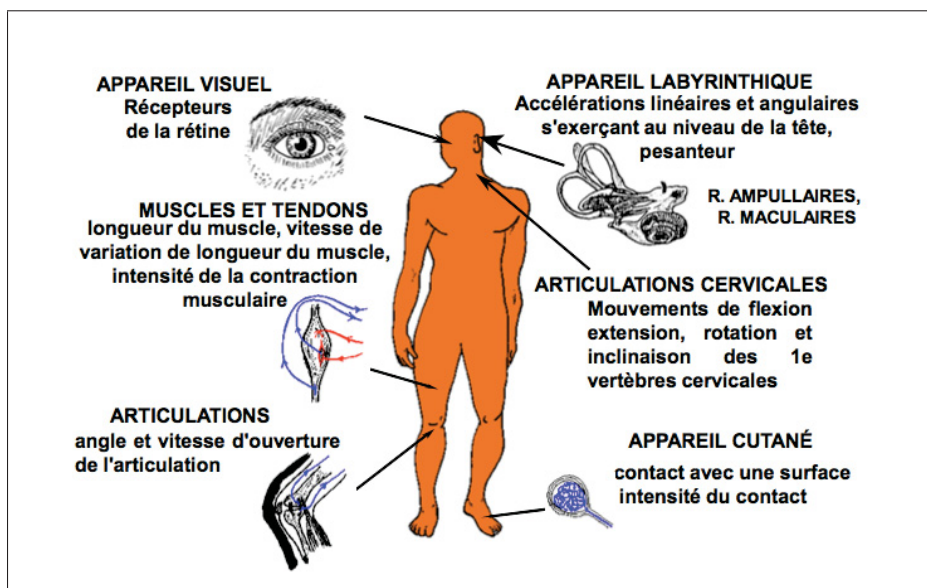 APPAREIL VISUEL
Récepteurs
de la rétine
APPAREIL LABYRINTHIQUE
Accélérations linéaires et angulaires
s'exerçant au niveau de la tête,
pesanteur
R. AMPULLAIRES,
R. MACULAIRES
MUSCLES ET TENDONS
longueur du muscle, vitesse de
variation de longueur du muscle,
intensité de la contraction
musculaire
ARTICULATIONS CERVICALES
Mouvements de flexion
extension, rotation et
inclinaison des 1e
vertèbres cervicales
ARTICULATIONS
angle et vitesse d'ouverture
de l'articulation
APPAREIL CUTANÉ
contact avec une surface
intensité du contact